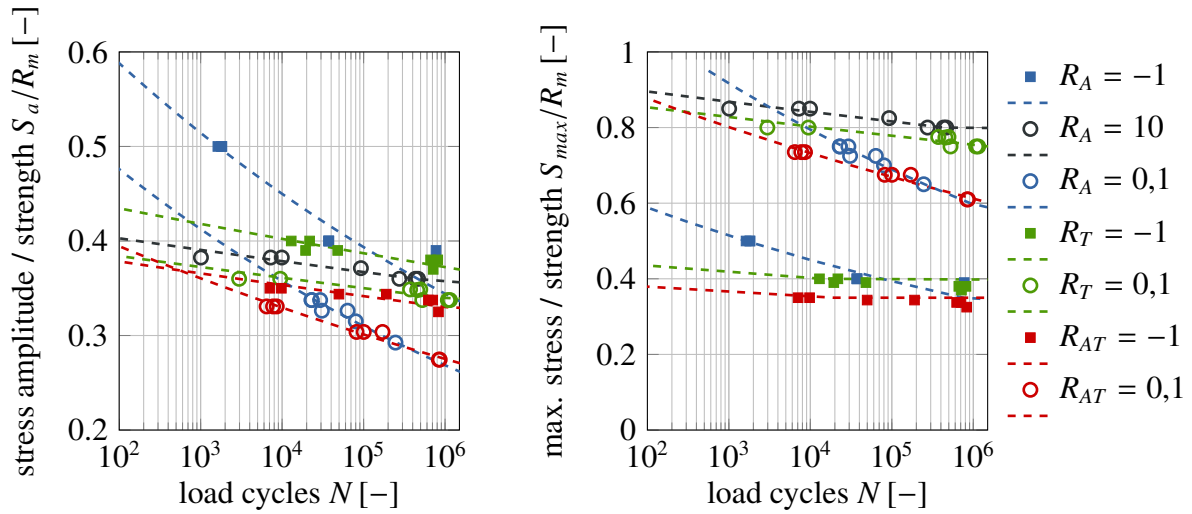 stress amplitude / strength S_a/R_m [−]
0.6
0.5
0.4
0.3
0.2
10^2
10^3
10^4
10^5
10^6
load cycles N [−]
max. stress / strength S_max/R_m [−]
1
0.8
0.6
0.4
0.2
0
10^2
10^3
10^4
10^5
10^6
load cycles N [−]
R_A = −1
R_A = 10
R_A = 0,1
R_T = −1
R_T = 0,1
R_AT = −1
R_AT = 0,1